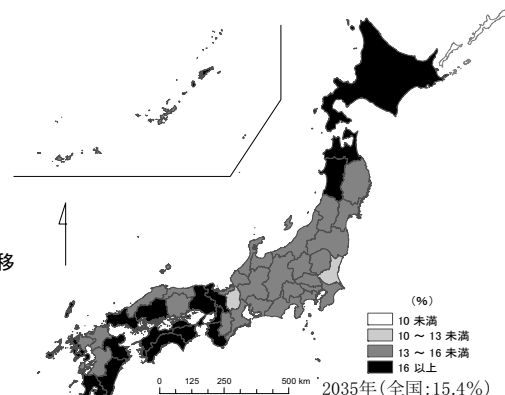 移
(%)
10 未満
10 ～ 13 未満
13 ～ 16 未満
16 以上
0 125 250 500 km
2035年(全国:15.4%)